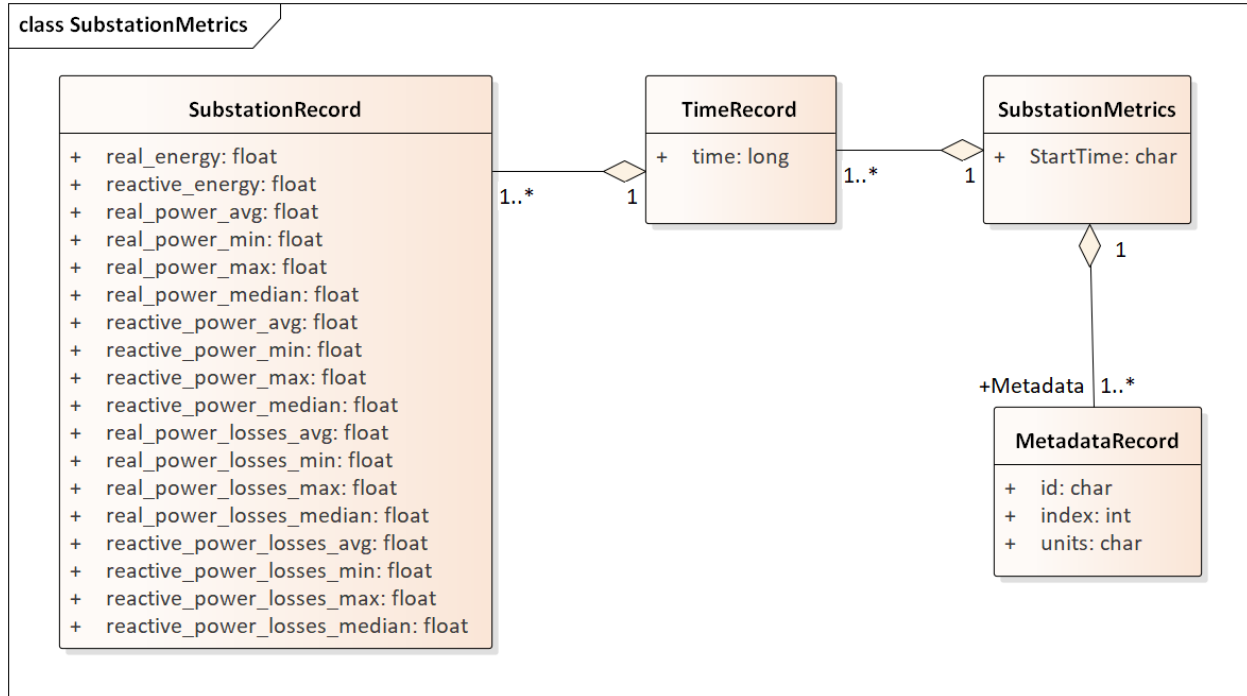 class SubstationMetrics
SubstationRecord
+ real_energy: float
+ reactive_energy: float
+ real_power_avg: float
+ real_power_min: float
+ real_power_max: float
+ real_power_median: float
+ reactive_power_avg: float
+ reactive_power_min: float
+ reactive_power_max: float
+ reactive_power_median: float
+ real_power_losses_avg: float
+ real_power_losses_min: float
+ real_power_losses_max: float
+ real_power_losses_median: float
+ reactive_power_losses_avg: float
+ reactive_power_losses_min: float
+ reactive_power_losses_max: float
+ reactive_power_losses_median: float
1..*
1
TimeRecord
+ time: long
1..*
1
SubstationMetrics
+ StartTime: char
1
+Metadata
1..*
MetadataRecord
+ id: char
+ index: int
+ units: char